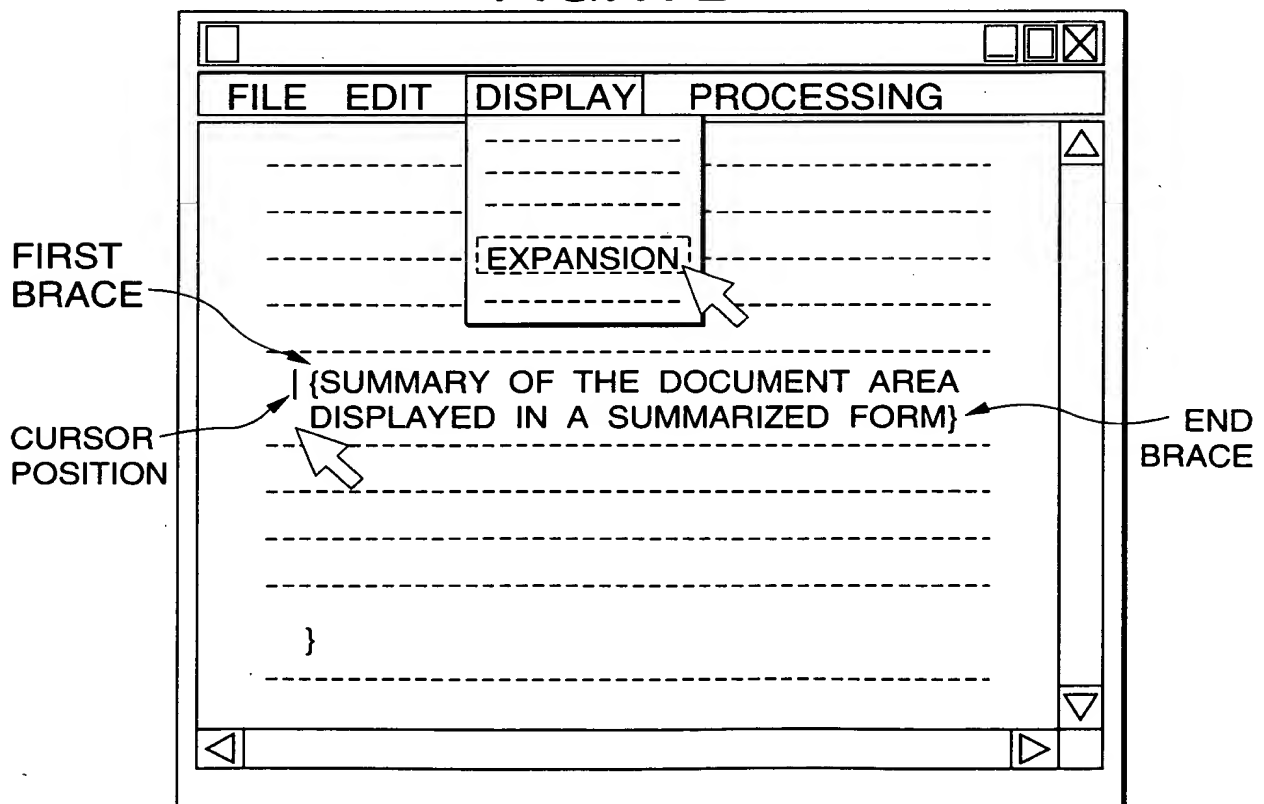 FILE EDIT DISPLAY PROCESSING
EXPANSION
FIRST
BRACE
{SUMMARY OF THE DOCUMENT AREA
DISPLAYED IN A SUMMARIZED FORM}
CURSOR
POSITION
END
BRACE
}